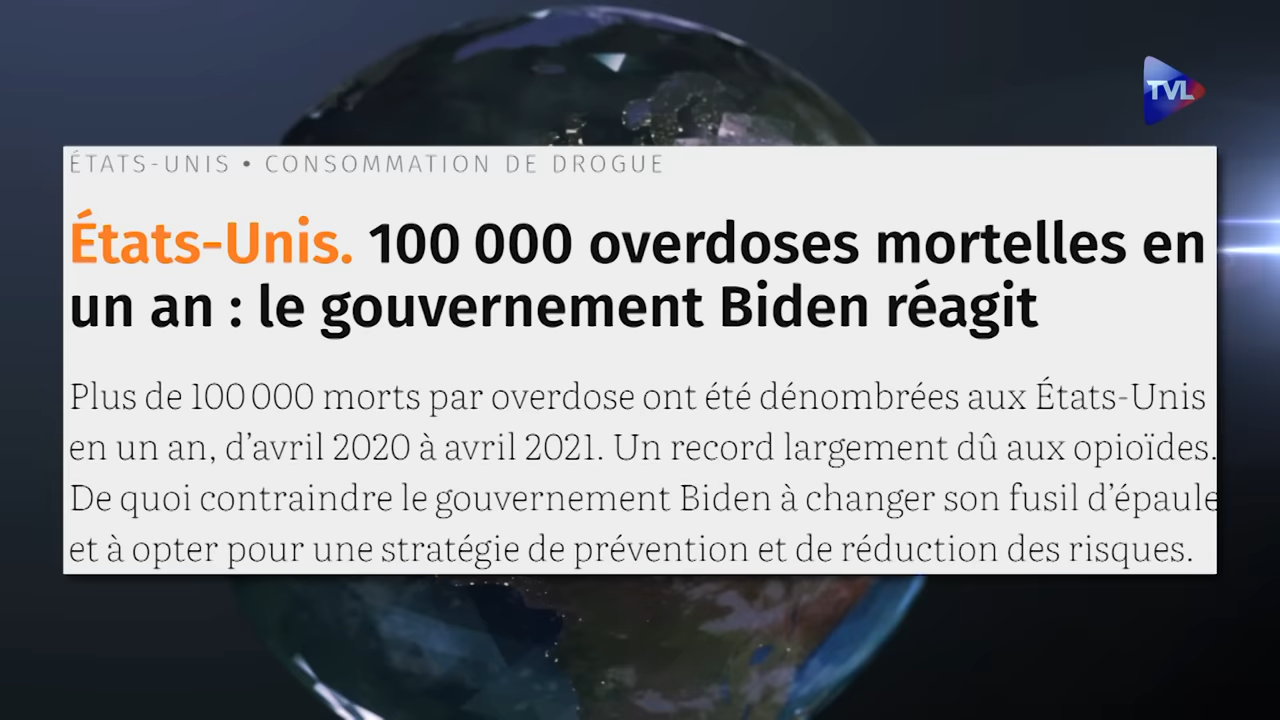 TVL
ÉTATS-UNIS • CONSOMMATION DE DROGUE
États-Unis. 100 000 overdoses mortelles en
un an : le gouvernement Biden réagit
Plus de 100 000 morts par overdose ont été dénombrées aux États-Unis
en un an, d’avril 2020 à avril 2021. Un record largement dû aux opioïdes.
De quoi contraindre le gouvernement Biden à changer son fusil d’épaule
et à opter pour une stratégie de prévention et de réduction des risques.